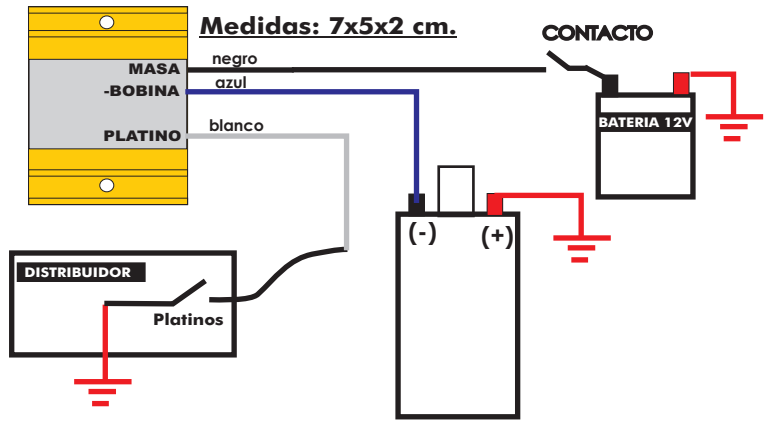 Medidas: 7x5x2 cm.
CONTACTO
MASA
negro
-BOBINA
azul
PLATINO
blanco
BATERIA 12V
(-)
(+)
DISTRIBUIDOR
Platinos